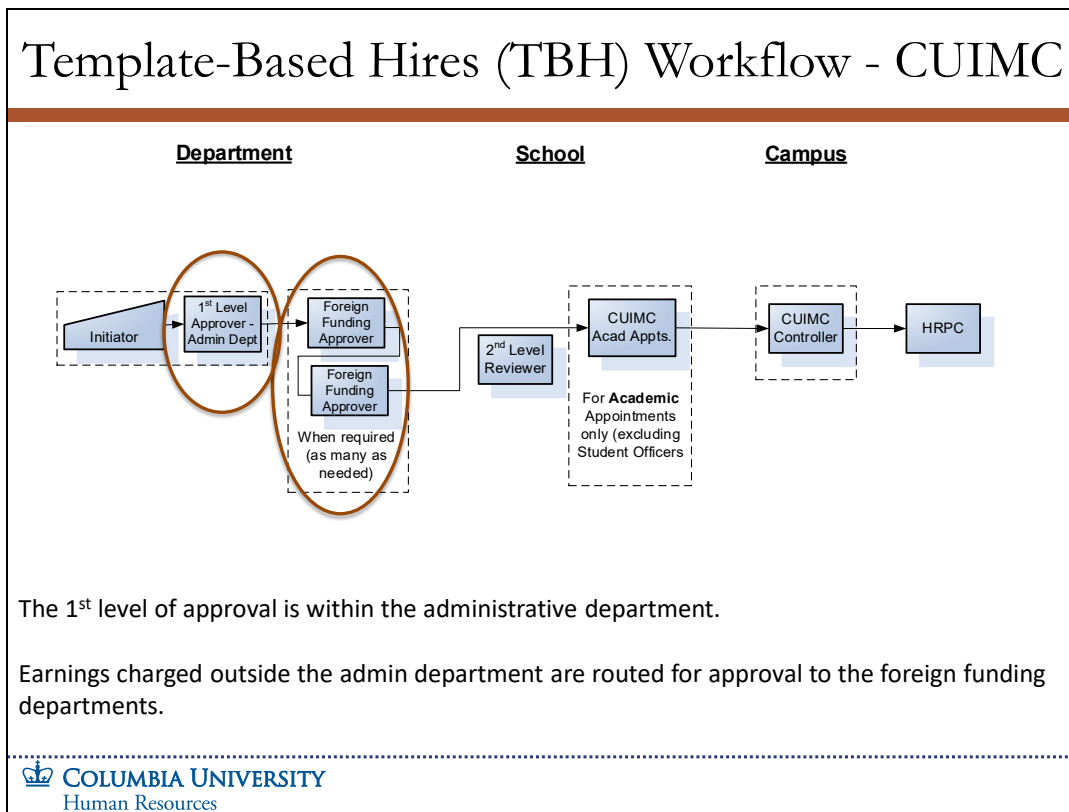 Template-Based Hires (TBH) Workflow - CUIMC
Department
School
Campus
Initiator
1st Level
Approver -
Admin Dept
Foreign
Funding
Approver
Foreign
Funding
Approver
When required
(as many as
needed)
2nd Level
Reviewer
CUIMC
Acad Appts.
For Academic
Appointments
only (excluding
Student Officers
CUIMC
Controller
HRPC
The 1st level of approval is within the administrative department.
Earnings charged outside the admin department are routed for approval to the foreign funding
departments.
COLUMBIA UNIVERSITY
Human Resources